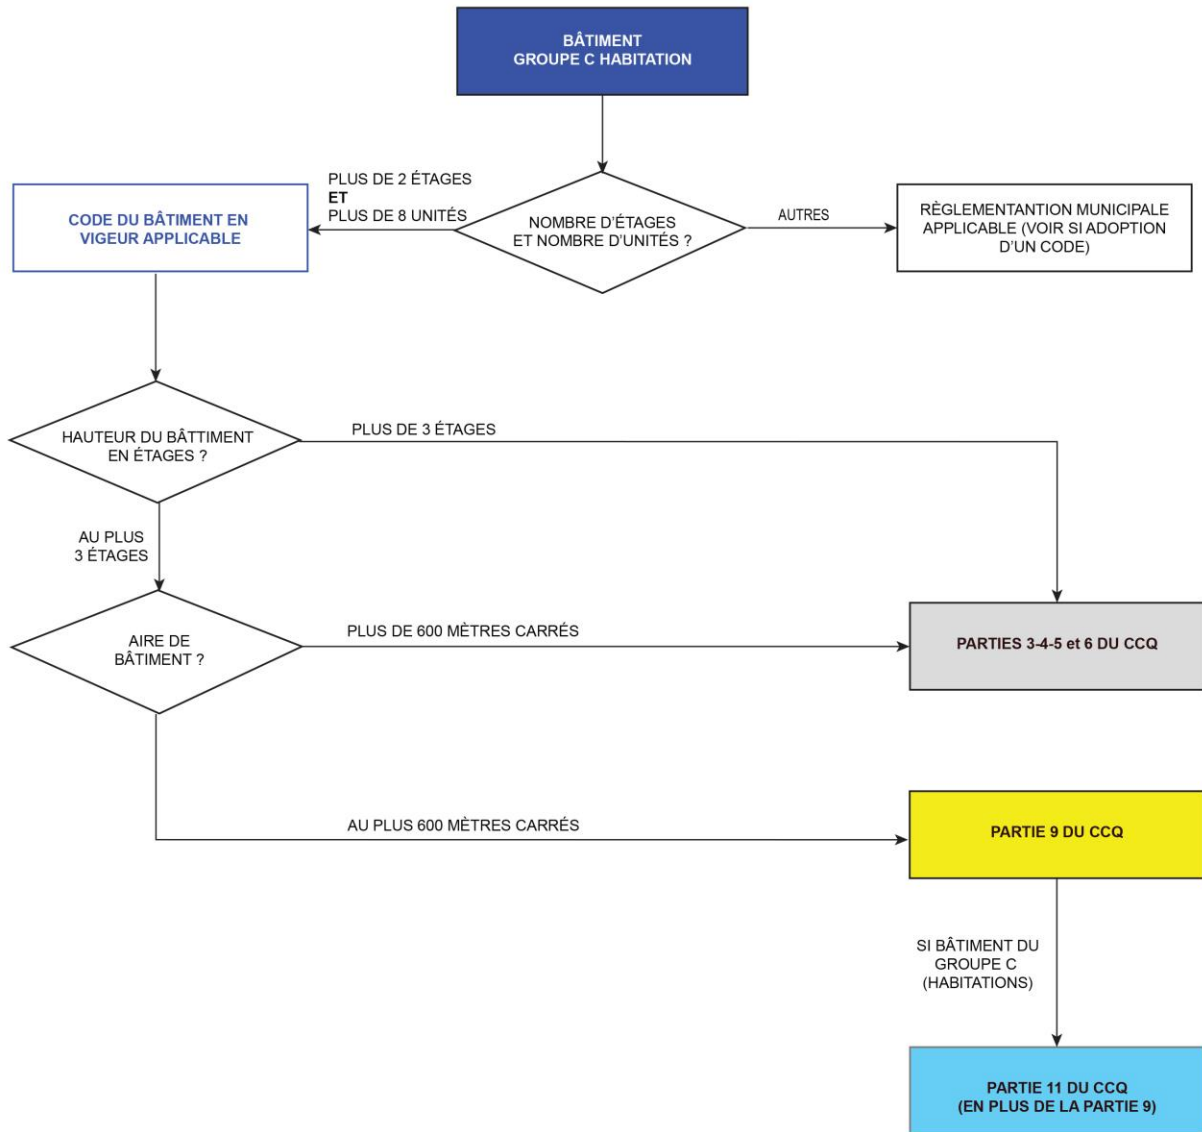 BÂTIMENT
GROUPE C HABITATION
PLUS DE 2 ÉTAGES
ET
PLUS DE 8 UNITÉS
CODE DU BÂTIMENT EN
VIGEUR APPLICABLE
NOMBRE D'ÉTAGES
ET NOMBRE D'UNITÉS ?
AUTRES
RÈGLEMENTANTION MUNICIPALE
APPLICABLE (VOIR SI ADOPTION
D'UN CODE)
HAUTEUR DU BÂTTIMENT
EN ÉTAGES ?
PLUS DE 3 ÉTAGES
AU PLUS
3 ÉTAGES
AIRE DE
BÂTIMENT ?
PLUS DE 600 MÈTRES CARRÉS
PARTIES 3-4-5 et 6 DU CCQ
AU PLUS 600 MÈTRES CARRÉS
PARTIE 9 DU CCQ
SI BÂTIMENT DU
GROUPE C
(HABITATIONS)
PARTIE 11 DU CCQ
(EN PLUS DE LA PARTIE 9)